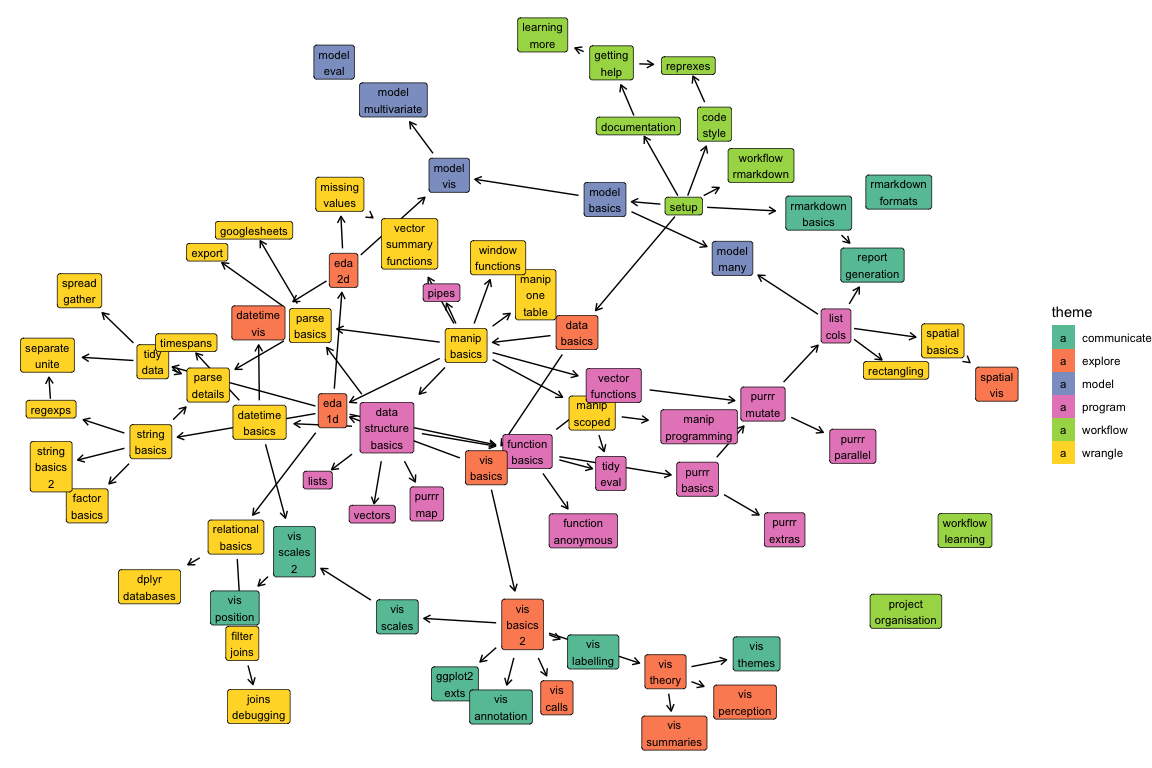 learning
more
getting
help
reprexes
model
eval
model
multivariate
documentation
code
style
workflow
rmarkdown
model
vis
missing
values
model
basics
setup
rmarkdown
basics
rmarkdown
formats
googlesheets
export
vector
summary
functions
window
functions
model
many
report
generation
eda
2d
spread
gather
pipes
manip
one
table
datetime
vis
parse
basics
data
basics
list
cols
spatial
basics
theme
a communicate
a explore
a model
a program
a workflow
a wrangle
separate
unite
timespans
tidy
data
manip
basics
rectangling
spatial
vis
parse
details
vector
functions
purrr
mutate
regexps
datetime
basics
eda
1d
data
structure
basics
manip
scoped
manip
programming
string
basics
purrr
parallel
string
basics
2
function
basics
vis
basics
tidy
eval
purrr
basics
lists
factor
basics
vectors
purrr
map
function
anonymous
purrr
extras
workflow
learning
relational
basics
vis
scales
2
dplyr
databases
vis
position
vis
scales
vis
basics
2
project
organisation
filter
joins
vis
labelling
vis
themes
vis
theory
ggplot2
exts
vis
annotation
vis
calls
vis
perception
joins
debugging
vis
summaries